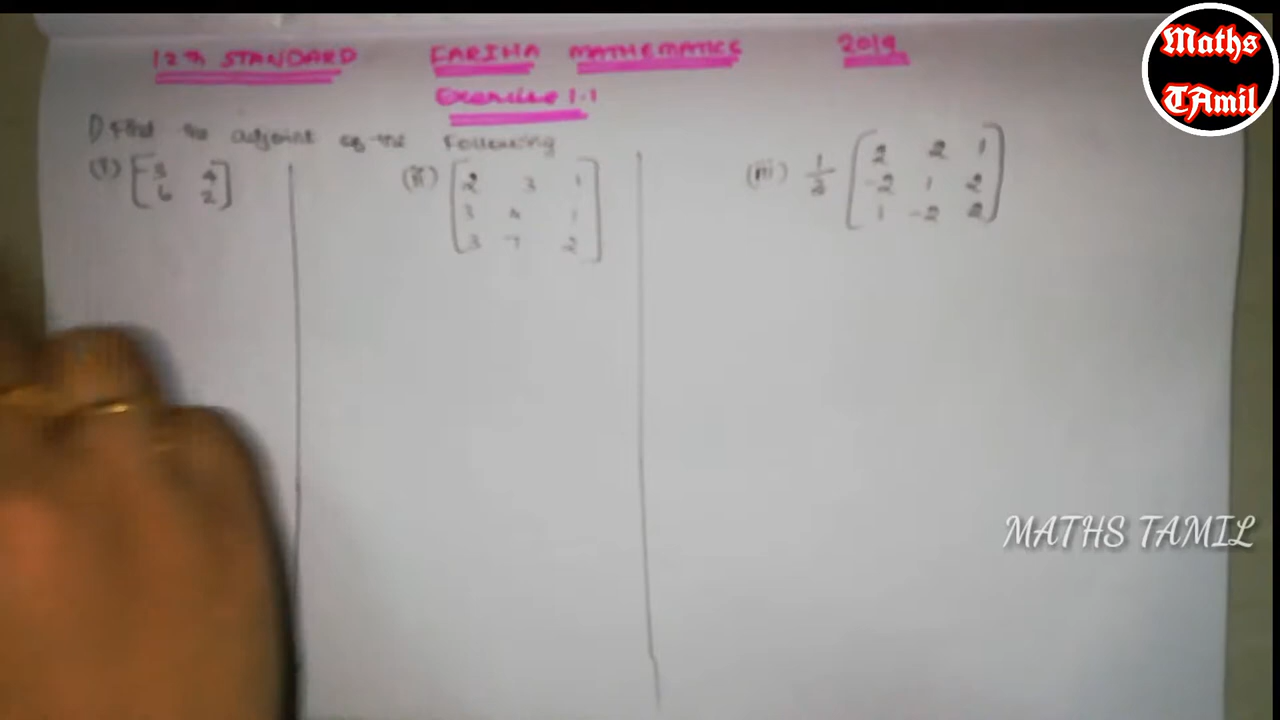 12th STANDARD FARIHA MATHEMATICS 2019
Exercise 1.1
1) Find the adjoint of the Following
(i) [-3 4
6 2]
(ii) [2 3 1
3 4 1
3 7 2]
(iii) 1/3 [2 2 1
-2 1 2
1 -2 2]
Maths
TAmil
MATHS TAMIL